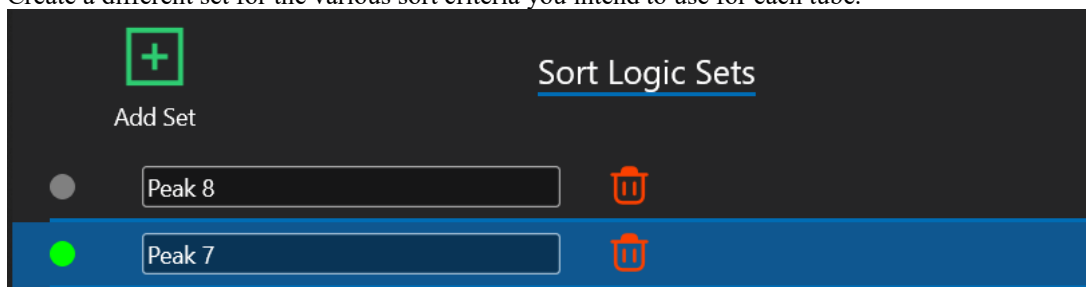 Create a different set for the various sort criteria you intend to use for each tube.
Sort Logic Sets
Add Set
Peak 8
Peak 7